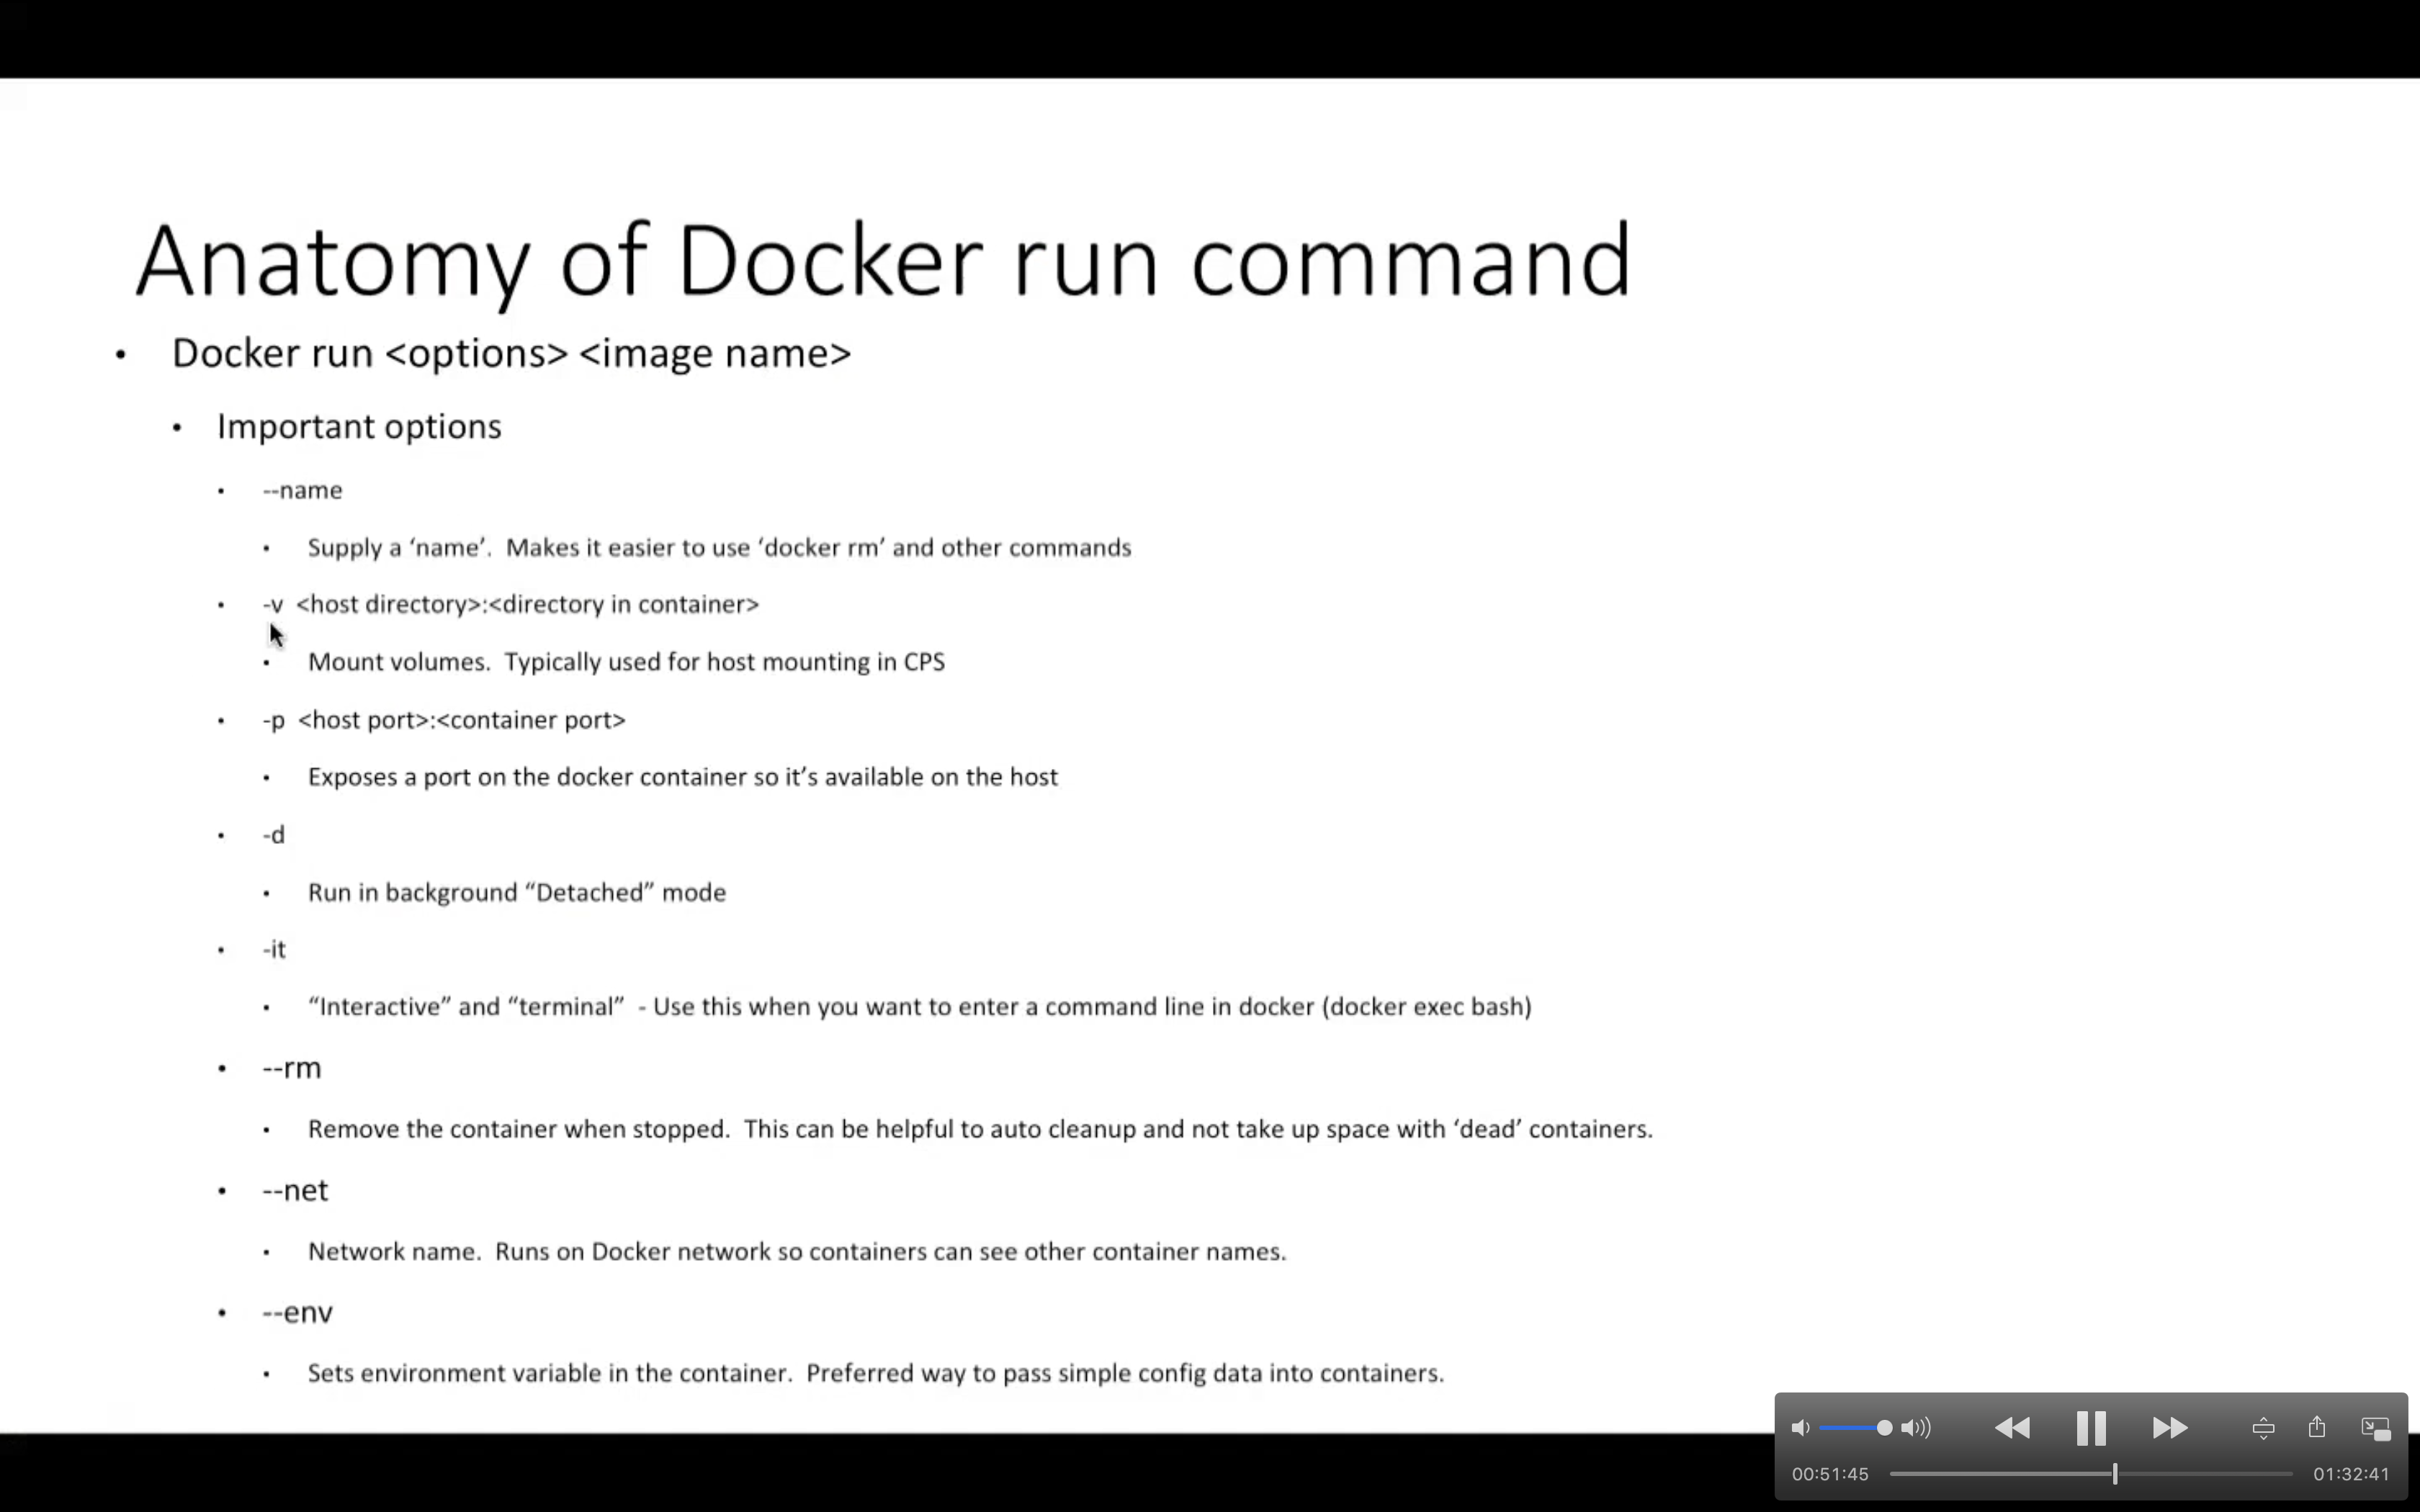 Anatomy of Docker run command
• Docker run <options> <image name>
• Important options
• --name
• Supply a ‘name’.  Makes it easier to use ‘docker rm’ and other commands
• -v  <host directory>:<directory in container>
• Mount volumes.  Typically used for host mounting in CPS
• -p  <host port>:<container port>
• Exposes a port on the docker container so it’s available on the host
• -d
• Run in background “Detached” mode
• -it
• “Interactive” and “terminal”  - Use this when you want to enter a command line in docker (docker exec bash)
• --rm
• Remove the container when stopped.  This can be helpful to auto cleanup and not take up space with ‘dead’ containers.
• --net
• Network name.  Runs on Docker network so containers can see other container names.
• --env
• Sets environment variable in the container.  Preferred way to pass simple config data into containers.
00:51:45
01:32:41